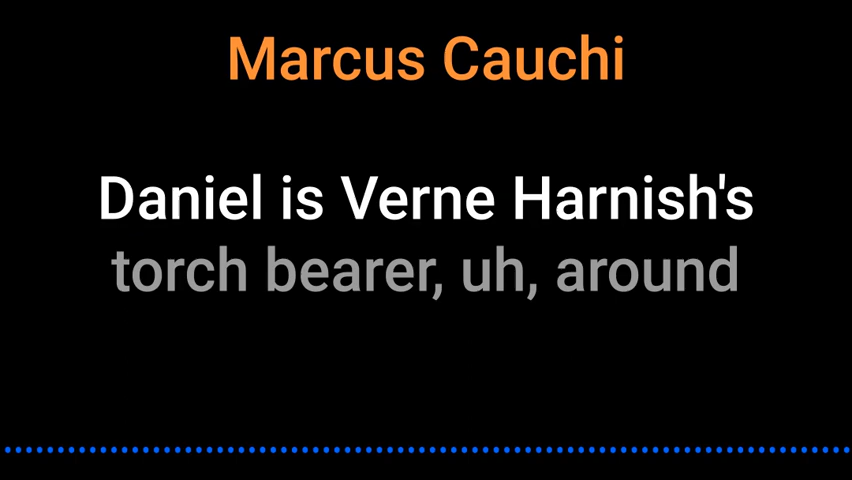 Marcus Cauchi
Daniel is Verne Harnish's
torch bearer, uh, around